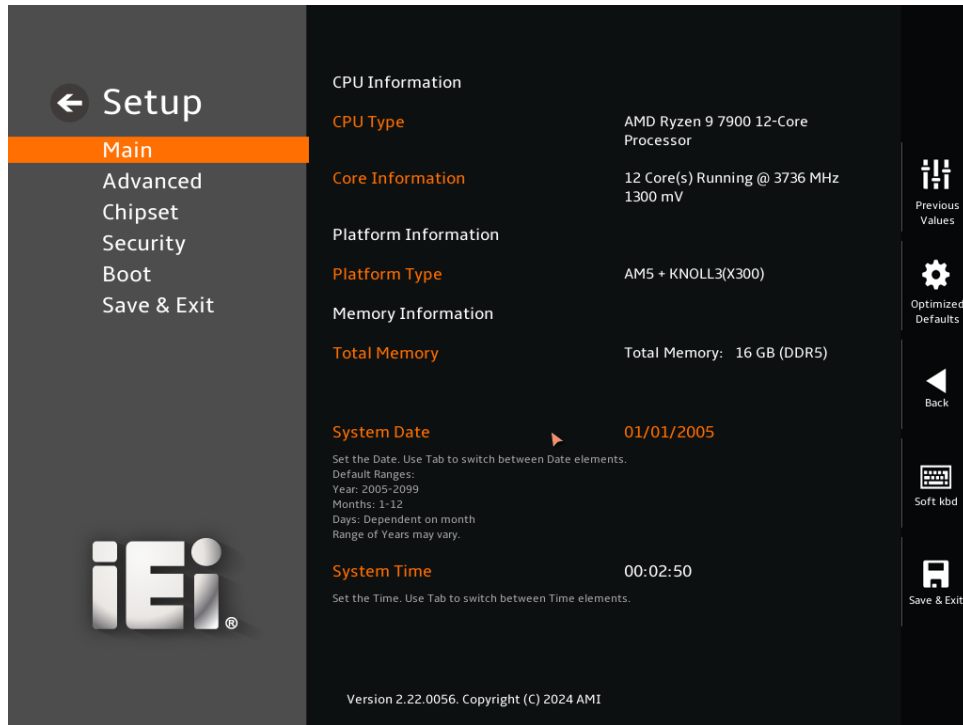 Setup
Main
Advanced
Chipset
Security
Boot
Save & Exit
iEi®
CPU Information
CPU Type
AMD Ryzen 9 7900 12-Core
Processor
Core Information
12 Core(s) Running @ 3736 MHz
1300 mV
Platform Information
Platform Type
AM5 + KNOLL3(X300)
Memory Information
Total Memory
Total Memory: 16 GB (DDR5)
System Date
01/01/2005
Set the Date. Use Tab to switch between Date elements.
Default Ranges:
Year: 2005-2099
Months: 1-12
Days: Dependent on month
Range of Years may vary.
System Time
00:02:50
Set the Time. Use Tab to switch between Time elements.
Version 2.22.0056. Copyright (C) 2024 AMI
Previous
Values
Optimized
Defaults
Back
Soft kbd
Save & Exit